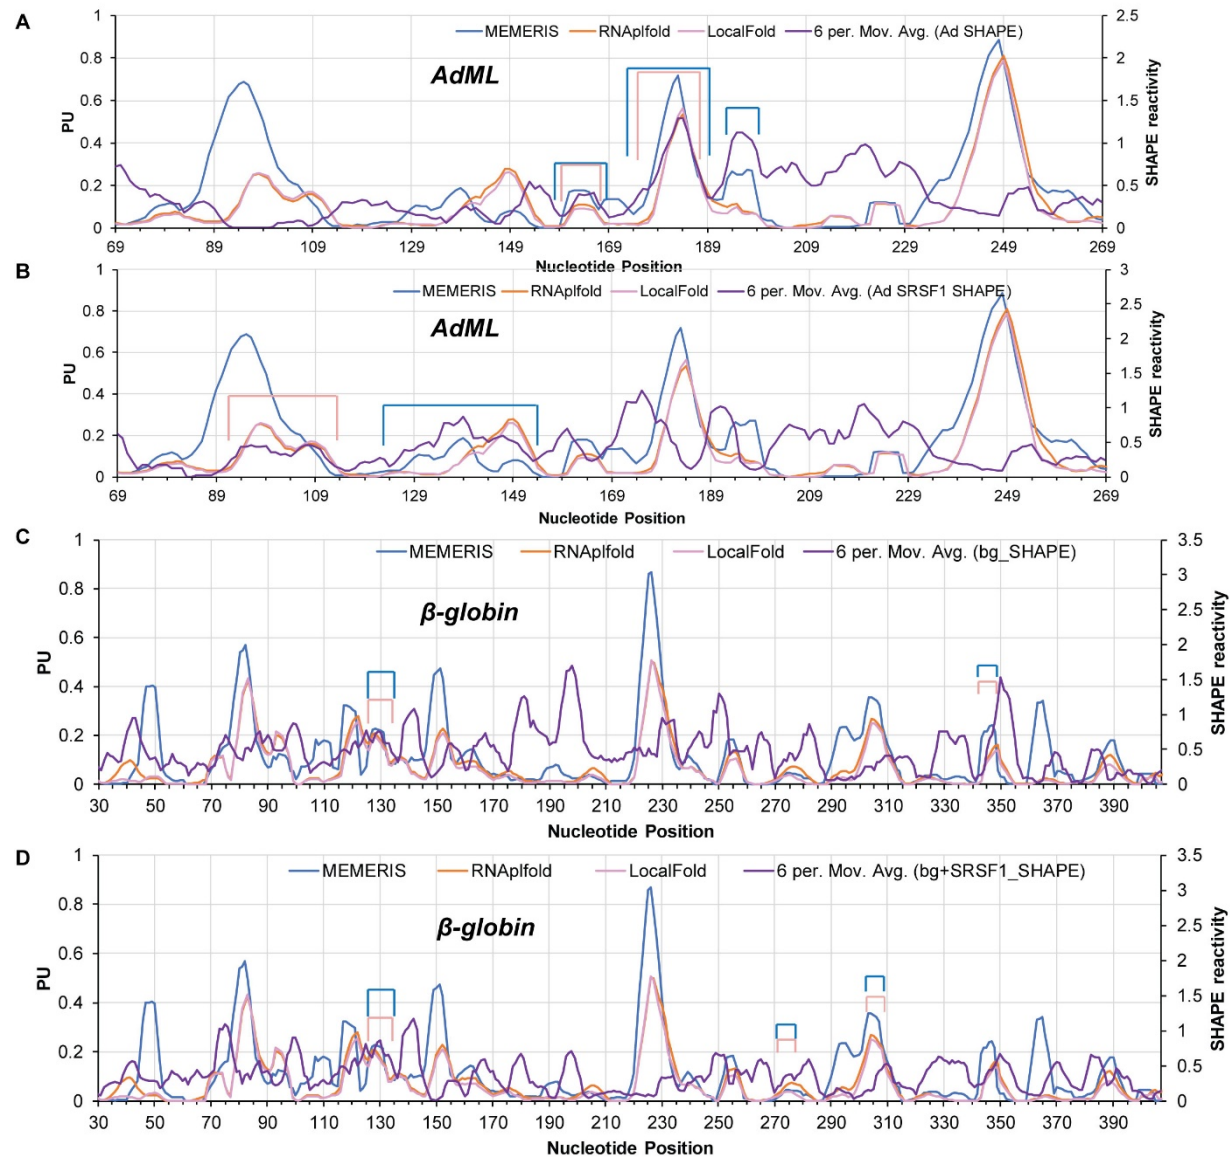 A
MEMERIS RNAplfold LocalFold 6 per. Mov. Avg. (Ad SHAPE)
AdML
PU
1
0.8
0.6
0.4
0.2
0
2.5
2
1.5
1
0.5
0
SHAPE reactivity
69 89 109 129 149 169 189 209 229 249 269
Nucleotide Position
B
MEMERIS RNAplfold LocalFold 6 per. Mov. Avg. (Ad SRSF1 SHAPE)
AdML
PU
1
0.8
0.6
0.4
0.2
0
3
2.5
2
1.5
1
0.5
0
SHAPE reactivity
69 89 109 129 149 169 189 209 229 249 269
Nucleotide Position
C
MEMERIS RNAplfold LocalFold 6 per. Mov. Avg. (bg_SHAPE)
β-globin
PU
1
0.8
0.6
0.4
0.2
0
3.5
3
2.5
2
1.5
1
0.5
0
SHAPE reactivity
30 50 70 90 110 130 150 170 190 210 230 250 270 290 310 330 350 370 390
Nucleotide Position
D
MEMERIS RNAplfold LocalFold 6 per. Mov. Avg. (bg+SRSF1_SHAPE)
β-globin
PU
1
0.8
0.6
0.4
0.2
0
3.5
3
2.5
2
1.5
1
0.5
0
SHAPE reactivity
30 50 70 90 110 130 150 170 190 210 230 250 270 290 310 330 350 370 390
Nucleotide Position